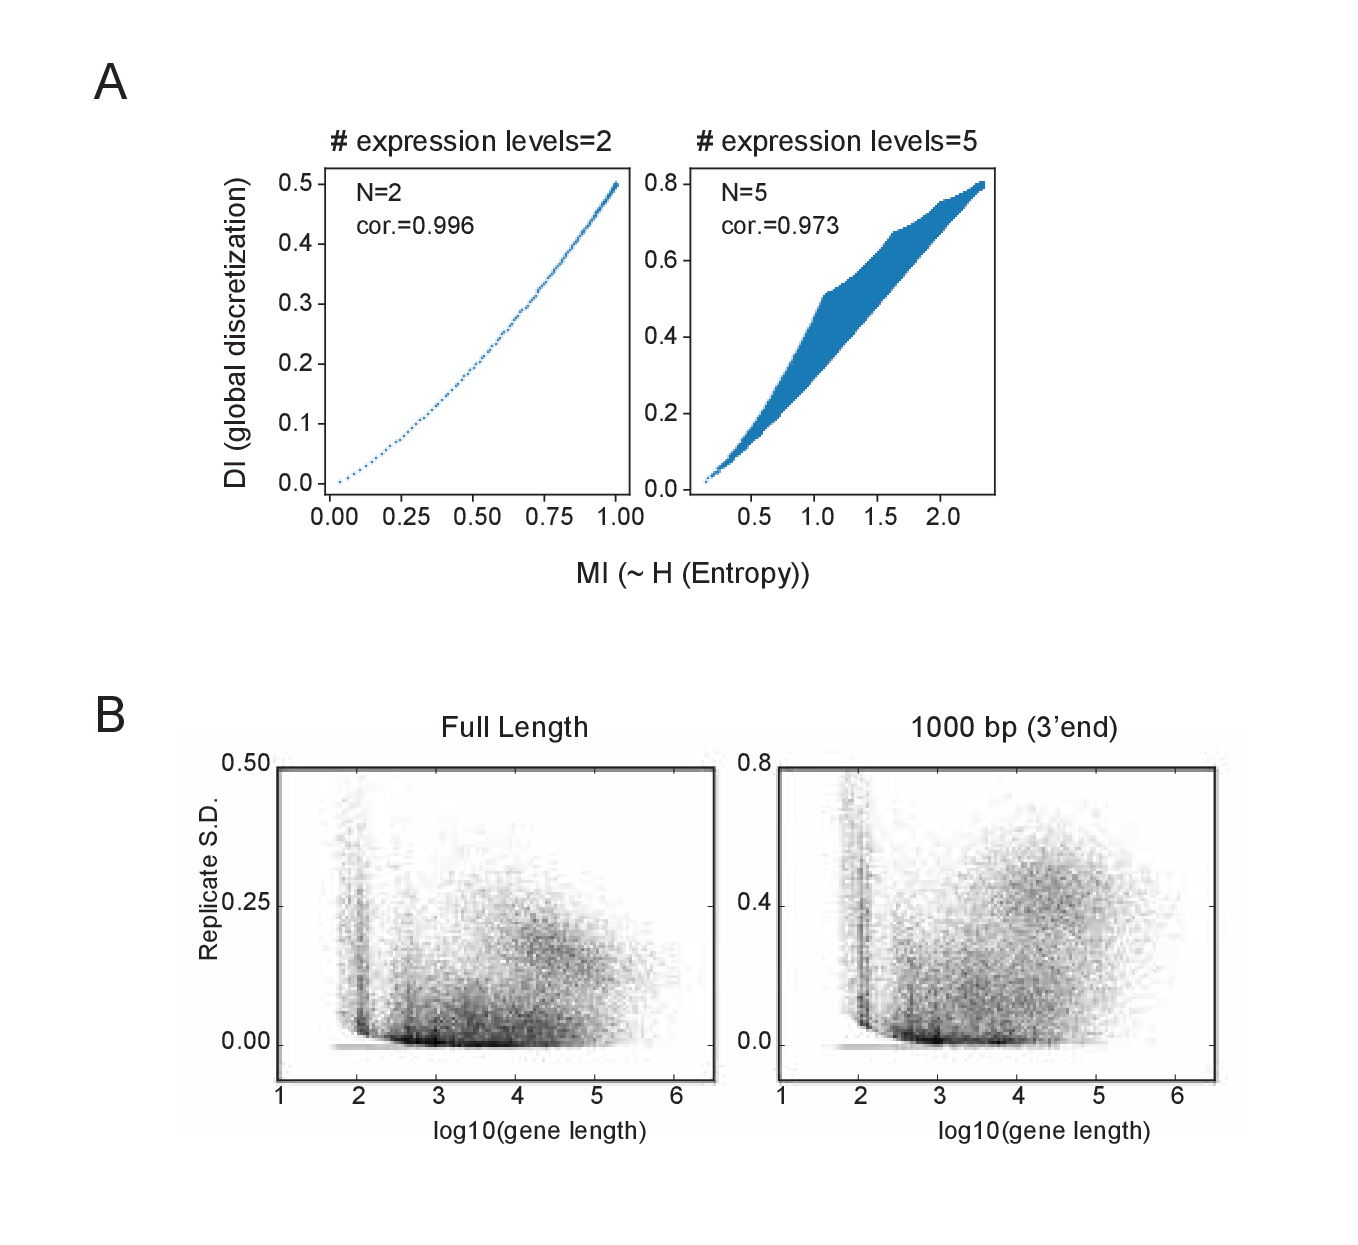 A
# expression levels=2
# expression levels=5
DI (global discretization)
0.5
0.4
0.3
0.2
0.1
0.0
N=2
cor.=0.996
0.00 0.25 0.50 0.75 1.00
0.8
0.6
0.4
0.2
0.0
N=5
cor.=0.973
0.5 1.0 1.5 2.0
MI (~ H (Entropy))
B
Full Length
1000 bp (3’end)
Replicate S.D.
0.50
0.25
0.00
1 2 3 4 5 6
log10(gene length)
0.8
0.4
0.0
1 2 3 4 5 6
log10(gene length)